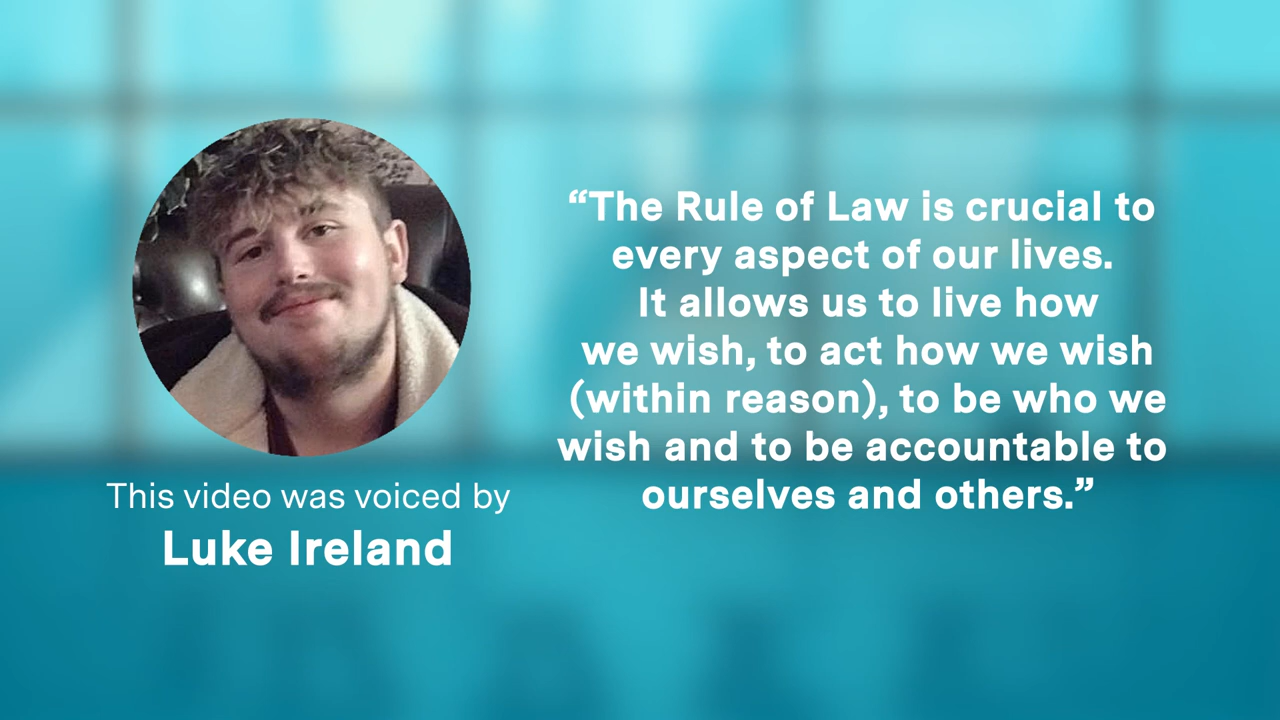 This video was voiced by
Luke Ireland
“The Rule of Law is crucial to
every aspect of our lives.
It allows us to live how
we wish, to act how we wish
(within reason), to be who we
wish and to be accountable to
ourselves and others.”